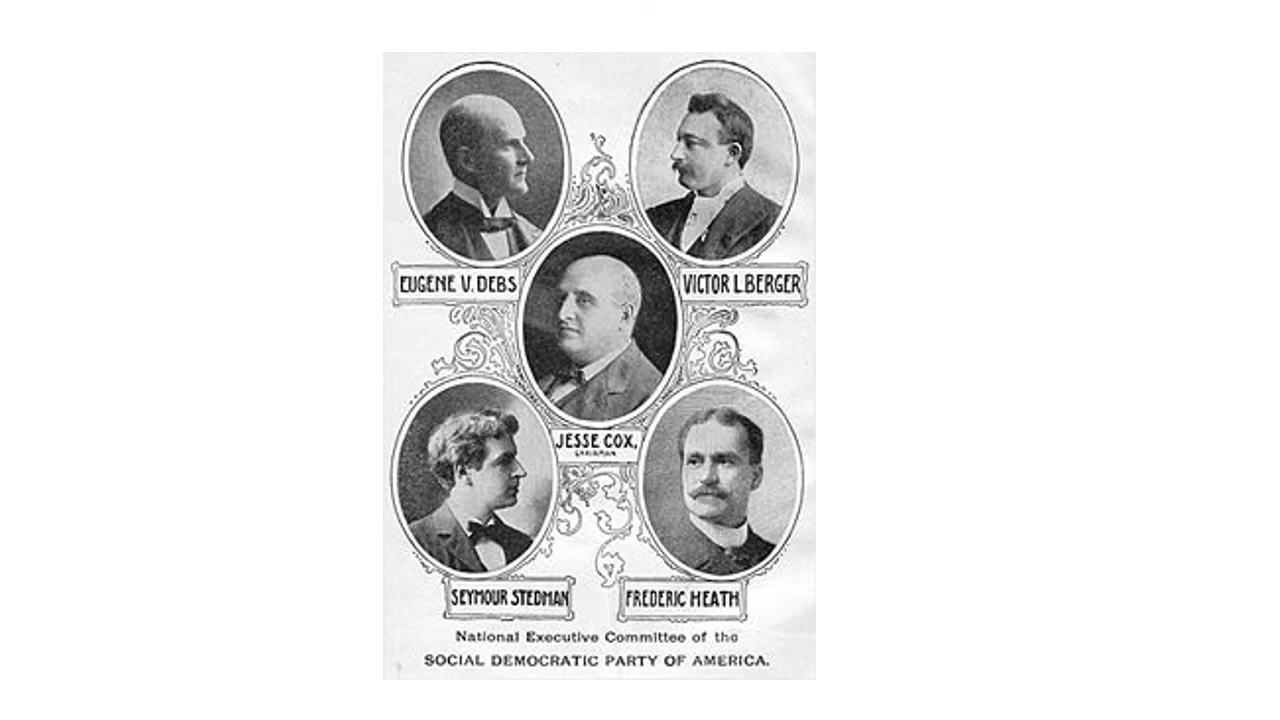 EUGENE V. DEBS
VICTOR L BERGER
JESSE COX,
CHAIRMAN
SEYMOUR STEDMAN
FREDERIC HEATH
National Executive Committee of the
SOCIAL DEMOCRATIC PARTY OF AMERICA.